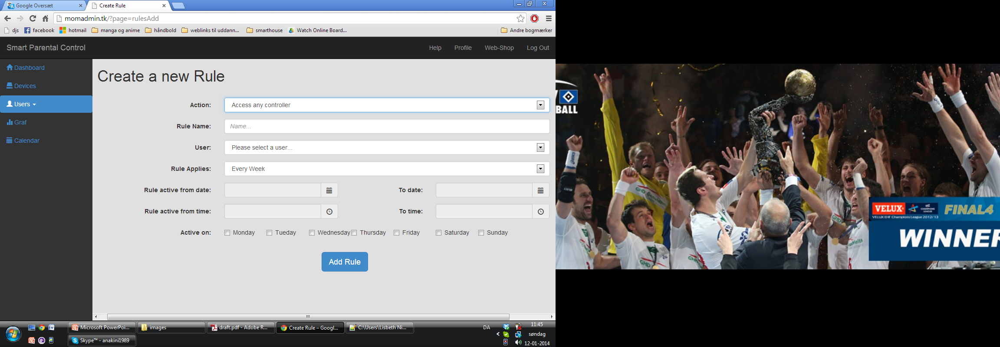 Google Oversæt
Create Rule
momadmin.tk/?page=rulesAdd
djs facebook hotmail manga og anime håndbold weblinks til uddann... smarthouse Watch Online Board... Andre bogmærker
Smart Parental Control Help Profile Web-Shop Log Out
Dashboard
Devices
Users
Graf
Calendar
Create a new Rule
Action: Access any controller
Rule Name: Name...
User: Please select a user...
Rule Applies: Every Week
Rule active from date: To date:
Rule active from time: To time:
Active on: Monday Tueday Wednesday Thursday Friday Saturday Sunday
Add Rule
Microsoft PowerPoi... images draft.pdf - Adobe R... Create Rule – Googl... C:\Users\Lisbeth Ni...
Skype™ - anakini1989
DA
11:45
søndag
12-01-2014
BALL
VELUX
CHAMPIONS
LEAGUE
FINAL4
VELUX EHF Champions League 2012/13
WINNER
GHD
GHD